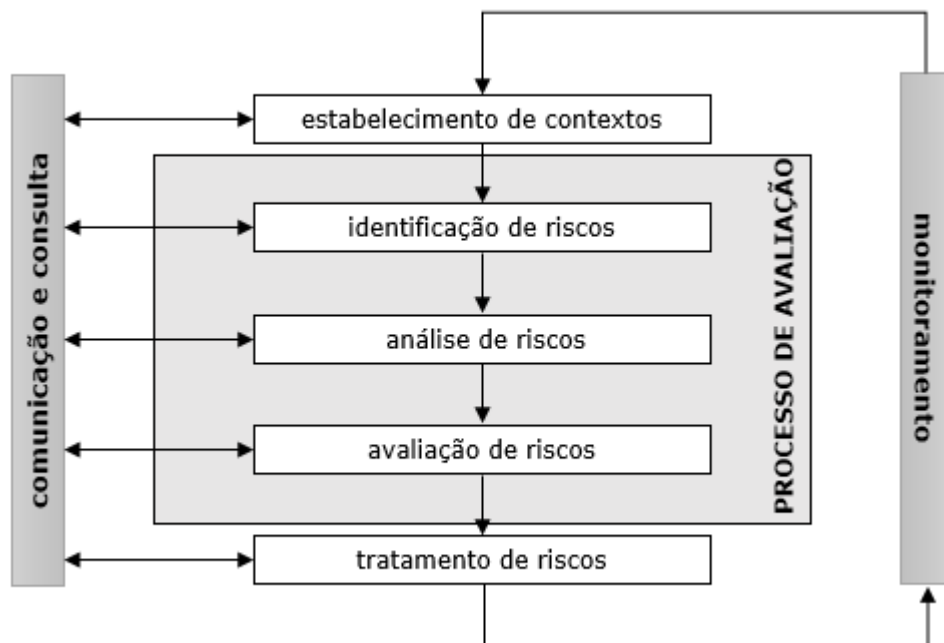 estabelecimento de contextos
comunicação e consulta
identificação de riscos
análise de riscos
avaliação de riscos
PROCESSO DE AVALIAÇÃO
monitoramento
tratamento de riscos